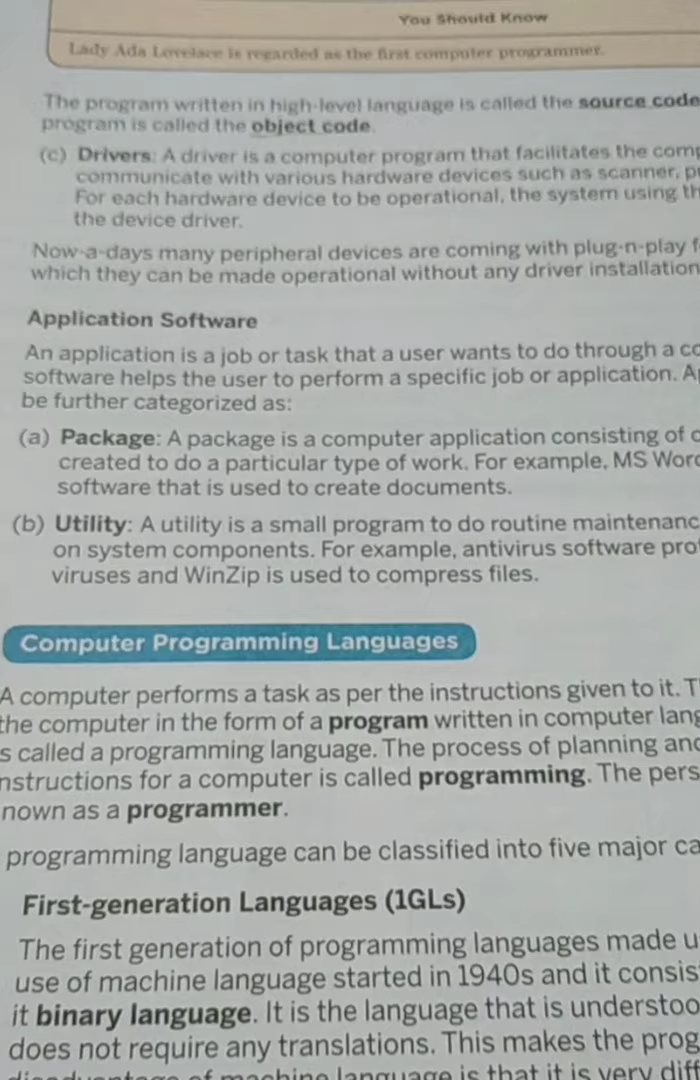 You Should Know
Lady Ada Lovelace is regarded as the first computer programmer.
The program written in high-level language is called the source code
program is called the object code.
(c) Drivers: A driver is a computer program that facilitates the com
communicate with various hardware devices such as scanner, p
For each hardware device to be operational, the system using th
the device driver.
Now-a-days many peripheral devices are coming with plug-n-play f
which they can be made operational without any driver installation
Application Software
An application is a job or task that a user wants to do through a co
software helps the user to perform a specific job or application. A
be further categorized as:
(a) Package: A package is a computer application consisting of
created to do a particular type of work. For example, MS Word
software that is used to create documents.
(b) Utility: A utility is a small program to do routine maintenanc
on system components. For example, antivirus software pro
viruses and WinZip is used to compress files.
Computer Programming Languages
A computer performs a task as per the instructions given to it. T
the computer in the form of a program written in computer lang
s called a programming language. The process of planning and
nstructions for a computer is called programming. The pers
nown as a programmer.
programming language can be classified into five major ca
First-generation Languages (1GLs)
The first generation of programming languages made u
use of machine language started in 1940s and it consis
it binary language. It is the language that is understoo
does not require any translations. This makes the prog
disadvantage of machine language is that it is very diff